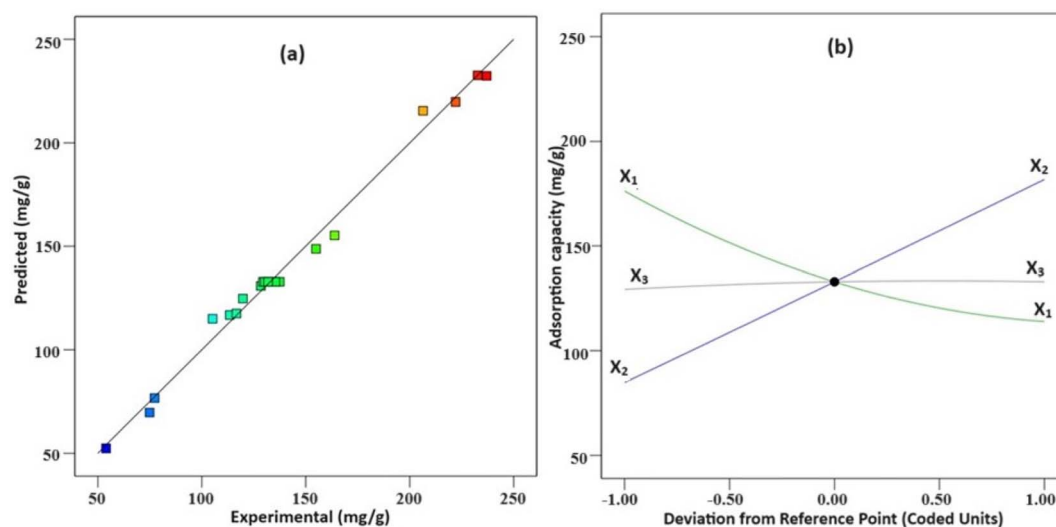 (a)
250
200
150
100
50
Predicted (mg/g)
50
100
150
200
250
Experimental (mg/g)
(b)
250
200
150
100
50
Adsorption capacity (mg/g)
X₁
X₂
X₃
X₃
X₁
X₂
-1.00
-0.50
0.00
0.50
1.00
Deviation from Reference Point (Coded Units)